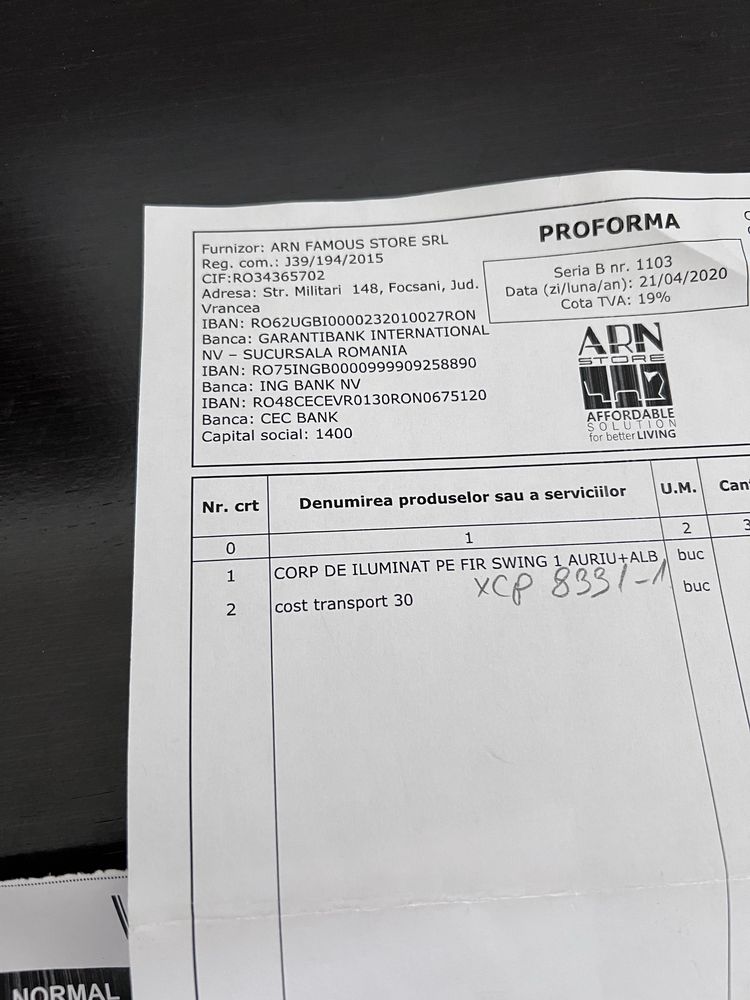 PROFORMA
Furnizor: ARN FAMOUS STORE SRL
Reg. com.: J39/194/2015
CIF:RO34365702
Adresa: Str. Militari 148, Focsani, Jud.
Vrancea
IBAN: RO62UGBI0000232010027RON
Banca: GARANTIBANK INTERNATIONAL
NV – SUCURSALA ROMANIA
IBAN: RO75INGB0000999909258890
Banca: ING BANK NV
IBAN: RO48CECEVR0130RON0675120
Banca: CEC BANK
Capital social: 1400
Seria B nr. 1103
Data (zi/luna/an): 21/04/2020
Cota TVA: 19%
ARN
STORE
AFFORDABLE
SOLUTION
for better LIVING
Nr. crt Denumirea produselor sau a serviciilor U.M. Cant
0 1 2 3
1 CORP DE ILUMINAT PE FIR SWING 1 AURIU+ALB buc
XCP 8331-1
2 cost transport 30 buc
NORMAL